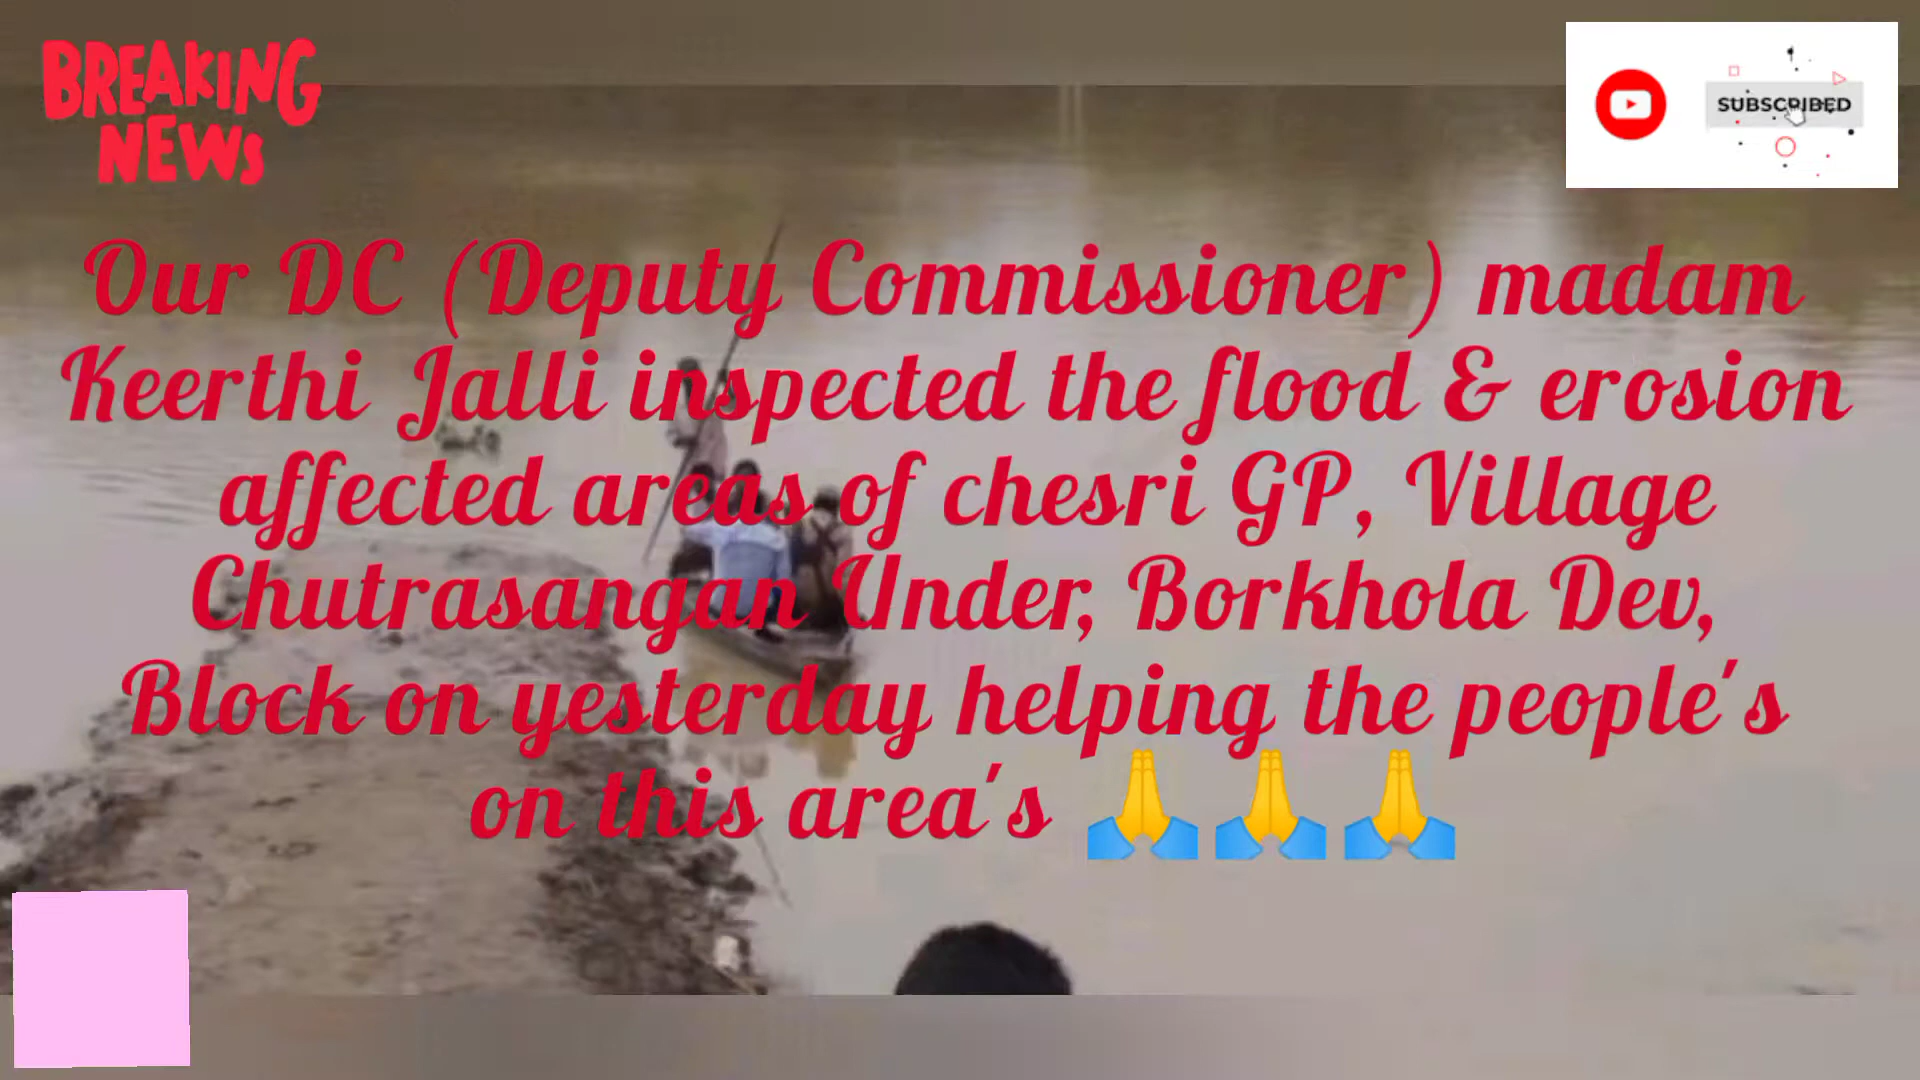 BREAKING
NEWS
SUBSCRIBED
Our DC (Deputy Commissioner) madam
Keerthi Jalli inspected the flood & erosion
affected areas of chesri GP, Village
Chutrasangan Under, Borkhola Dev,
Block on yesterday helping the people's
on this area's 🙏🙏🙏